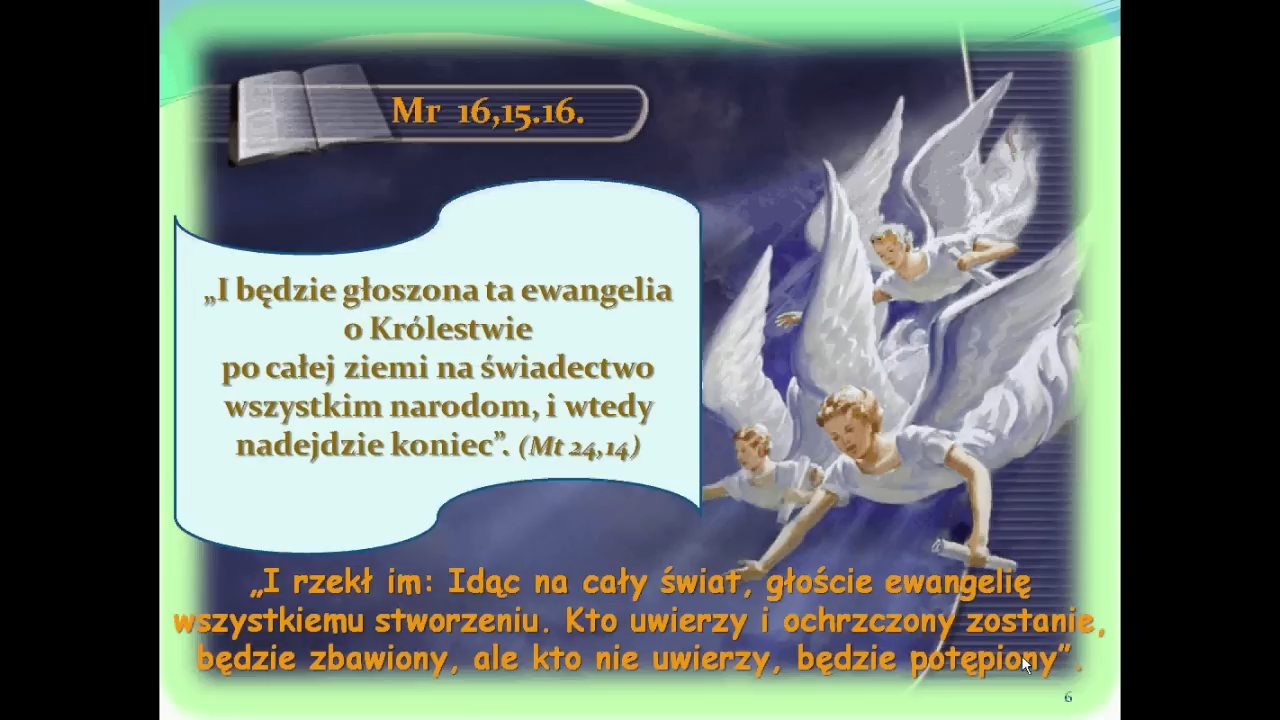 Mr 16,15.16.
„I będzie głoszona ta ewangelia
o Królestwie
po całej ziemi na świadectwo
wszystkim narodom, i wtedy
nadejdzie koniec”. (Mt 24,14)
„I rzekł im: Idąc na cały świat, głoście ewangelię
wszystkiemu stworzeniu. Kto uwierzy i ochrzczony zostanie,
będzie zbawiony, ale kto nie uwierzy, będzie potępiony”.
6